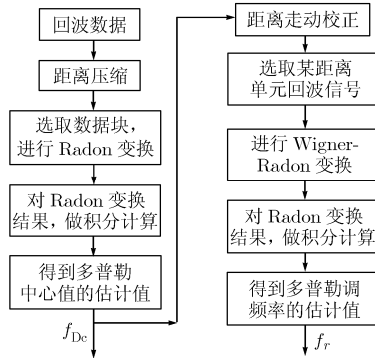 回波数据
距离压缩
选取数据块，
进行 Radon 变换
对 Radon 变换
结果，做积分计算
得到多普勒
中心值的估计值
f_Dc
距离走动校正
选取某距离
单元回波信号
进行 Wigner-
Radon 变换
对 Radon 变换
结果，做积分计算
得到多普勒调
频率的估计值
f_r